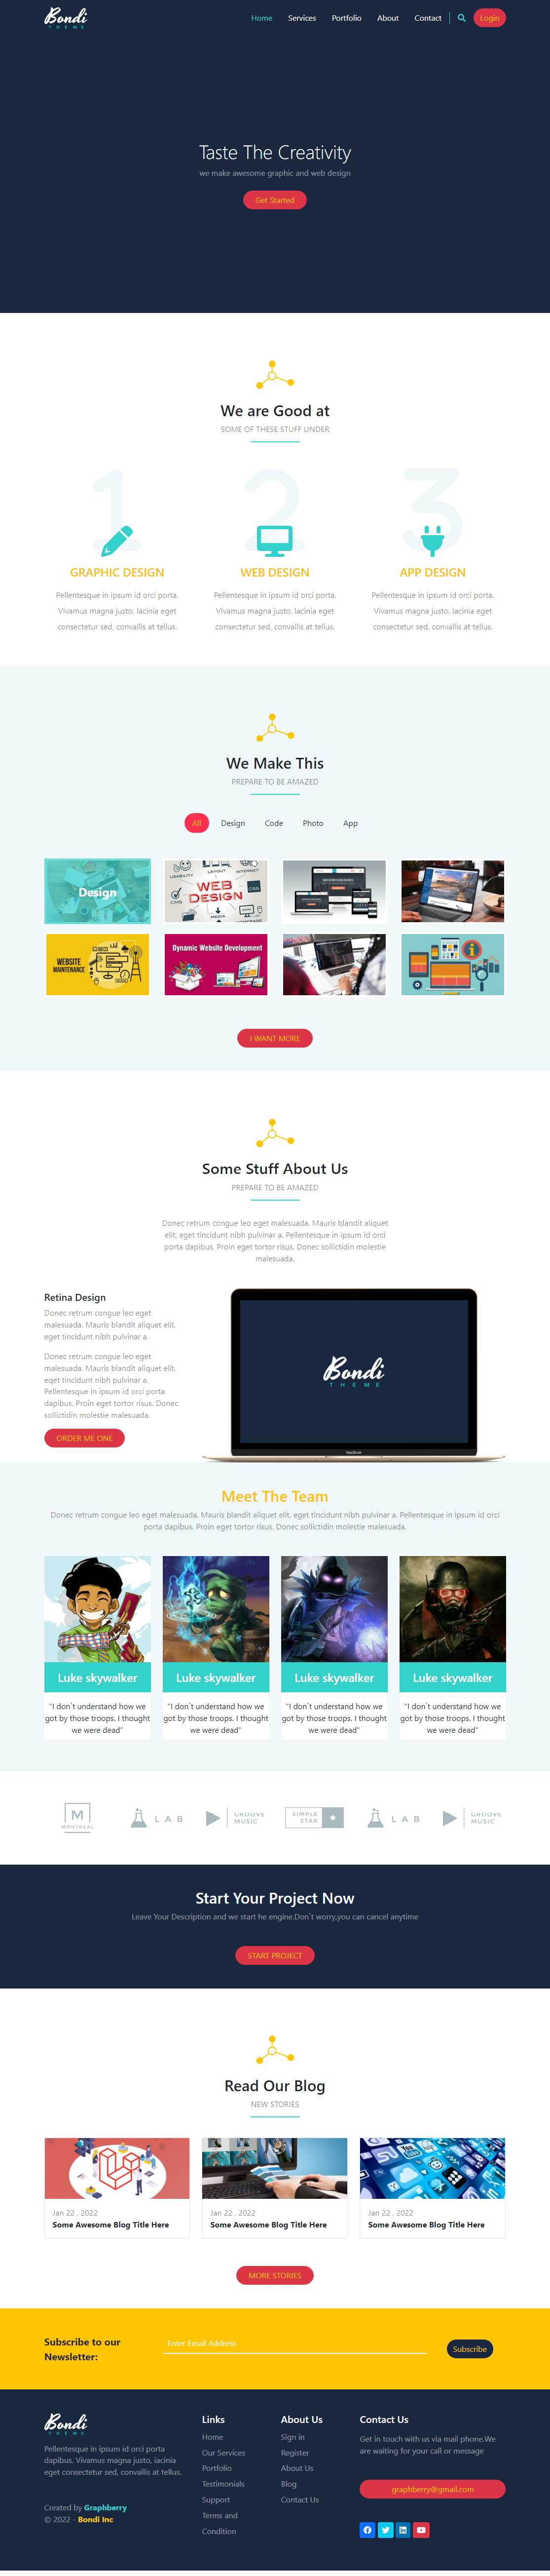 Bondi
THEME
Home Services Portfolio About Contact Login
Taste The Creativity
we make awesome graphic and web design
Get Started
We are Good at
SOME OF THESE STUFF UNDER
1 2 3
GRAPHIC DESIGN
Pellentesque in ipsum id orci porta.
Vivamus magna justo, lacinia eget
consectetur sed, convallis at tellus.
WEB DESIGN
Pellentesque in ipsum id orci porta.
Vivamus magna justo, lacinia eget
consectetur sed, convallis at tellus.
APP DESIGN
Pellentesque in ipsum id orci porta.
Vivamus magna justo, lacinia eget
consectetur sed, convallis at tellus.
We Make This
PREPARE TO BE AMAZED
All Design Code Photo App
Design
USABILITY LAYOUT INTERNET
CMO WEB CSS
DESIGN
MEDIA
WEBSITE
MAINTENANCE
Dynamic Website Development
I WANT MORE
Some Stuff About Us
PREPARE TO BE AMAZED
Donec retrum congue leo eget malesuada. Mauris blandit aliquet
elit, eget tincidunt nibh pulvinar a. Pellentesque in ipsum id orci
porta dapibus. Proin eget tortor risus. Donec sollictidin molestie
malesuada.
Retina Design
Donec retrum congue leo eget
malesuada. Mauris blandit aliquet elit,
eget tincidunt nibh pulvinar a.
Donec retrum congue leo eget
malesuada. Mauris blandit aliquet elit,
eget tincidunt nibh pulvinar a.
Pellentesque in ipsum id orci porta
dapibus. Proin eget tortor risus. Donec
sollictidin molestie malesuada.
ORDER ME ONE
Bondi
THEME
MacBook
Meet The Team
Donec retrum congue leo eget malesuada. Mauris blandit aliquet elit, eget tincidunt nibh pulvinar a. Pellentesque in ipsum id orci
porta dapibus. Proin eget tortor risus. Donec sollictidin molestie malesuada.
Luke skywalker
"I don't understand how we
got by those troops. I thought
we were dead"
Luke skywalker
"I don't understand how we
got by those troops. I thought
we were dead"
Luke skywalker
"I don't understand how we
got by those troops. I thought
we were dead"
Luke skywalker
"I don't understand how we
got by those troops. I thought
we were dead"
M
MONTREAL
LAB
GROOVE
MUSIC
SIMPLE
STAR
LAB
GROOVE
MUSIC
Start Your Project Now
Leave Your Description and we start he engine.Don't worry,you can cancel anytime
START PROJECT
Read Our Blog
NEW STORIES
Jan 22 , 2022
Some Awesome Blog Title Here
Jan 22 , 2022
Some Awesome Blog Title Here
Jan 22 , 2022
Some Awesome Blog Title Here
MORE STORIES
Subscribe to our
Newsletter:
Enter Email Address
Subscribe
Bondi
THEME
Pellentesque in ipsum id orci porta
dapibus. Vivamus magna justo, iacinia
eget consectetur sed, convallis at tellus.
Created by Graphberry
© 2022 - Bondi Inc
Links
Home
Our Services
Portfolio
Testimonials
Support
Terms and
Condition
About Us
Sign in
Register
About Us
Blog
Contact Us
Contact Us
Get in touch with us via mail phone.We
are waiting for your call or message
graphberry@gmail.com